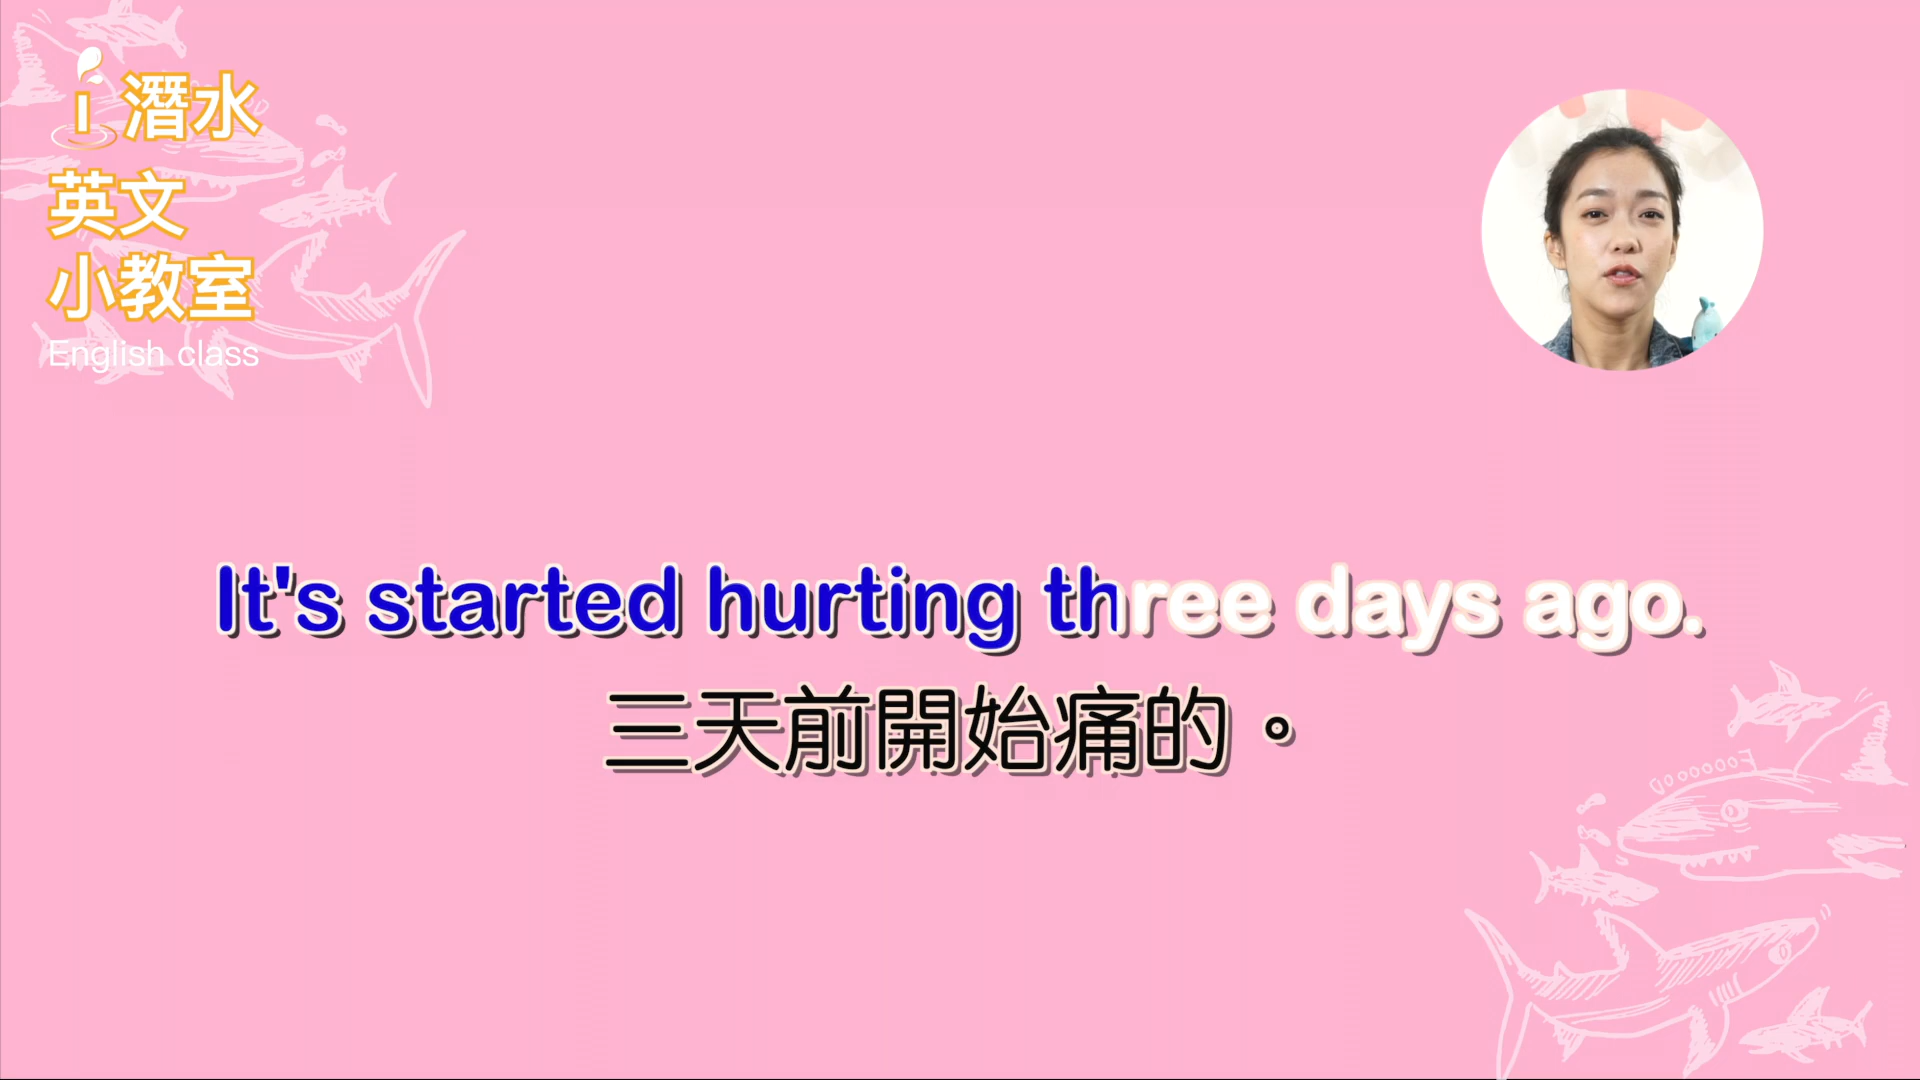 i 潛水
英文
小教室
English class
It's started hurting three days ago.
三天前開始痛的。